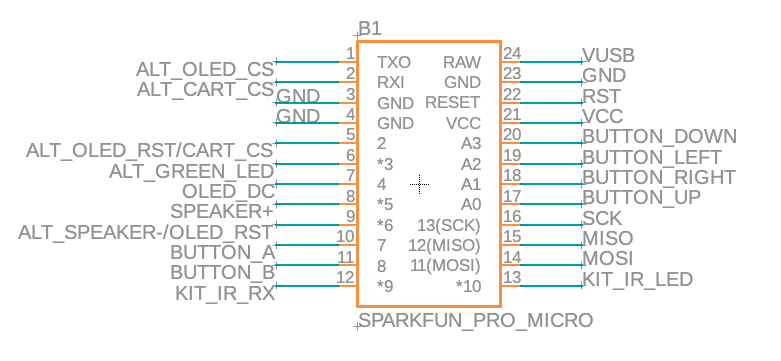 B1
ALT_OLED_CS 1 TXO RAW 24 VUSB
ALT_CART_CS 2 RXI GND 23 GND
GND 3 GND RESET 22 RST
GND 4 GND VCC 21 VCC
ALT_OLED_RST/CART_CS 5 2 A3 20 BUTTON_DOWN
ALT_GREEN_LED 6 *3 A2 19 BUTTON_LEFT
OLED_DC 7 4 A1 18 BUTTON_RIGHT
SPEAKER+ 8 *5 A0 17 BUTTON_UP
ALT_SPEAKER-/OLED_RST 9 *6 13(SCK) 16 SCK
BUTTON_A 10 7 12(MISO) 15 MISO
BUTTON_B 11 8 11(MOSI) 14 MOSI
KIT_IR_RX 12 *9 *10 13 KIT_IR_LED
SPARKFUN_PRO_MICRO